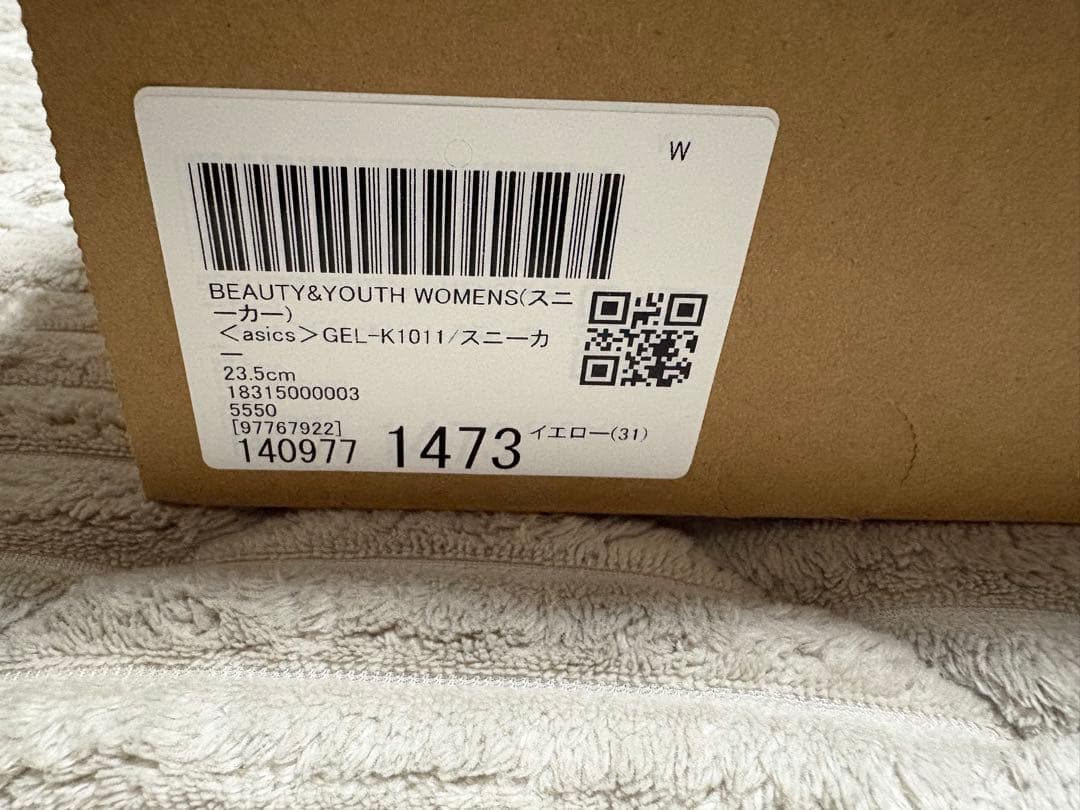 W
BEAUTY&YOUTH WOMENS(スニ
ーカー)
＜asics＞GEL-K1011/スニーカ
ー
23.5cm
18315000003
5550
[97767922]
140977 1473 イエロー(31)